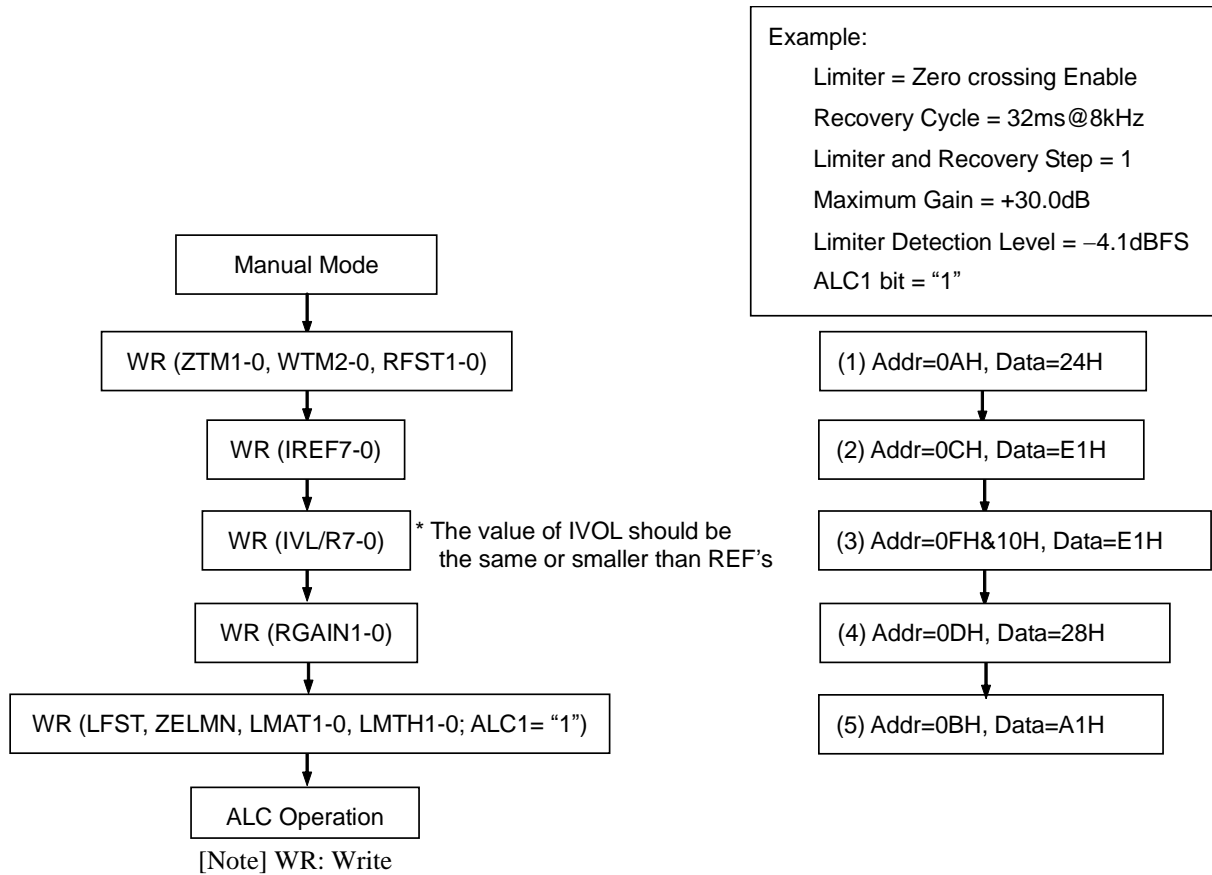 Example:
Limiter = Zero crossing Enable
Recovery Cycle = 32ms@8kHz
Limiter and Recovery Step = 1
Maximum Gain = +30.0dB
Limiter Detection Level = −4.1dBFS
ALC1 bit = “1”
Manual Mode
WR (ZTM1-0, WTM2-0, RFST1-0)
WR (IREF7-0)
WR (IVL/R7-0)
* The value of IVOL should be
the same or smaller than REF’s
WR (RGAIN1-0)
WR (LFST, ZELMN, LMAT1-0, LMTH1-0; ALC1= “1”)
ALC Operation
[Note] WR: Write
(1) Addr=0AH, Data=24H
(2) Addr=0CH, Data=E1H
(3) Addr=0FH&10H, Data=E1H
(4) Addr=0DH, Data=28H
(5) Addr=0BH, Data=A1H